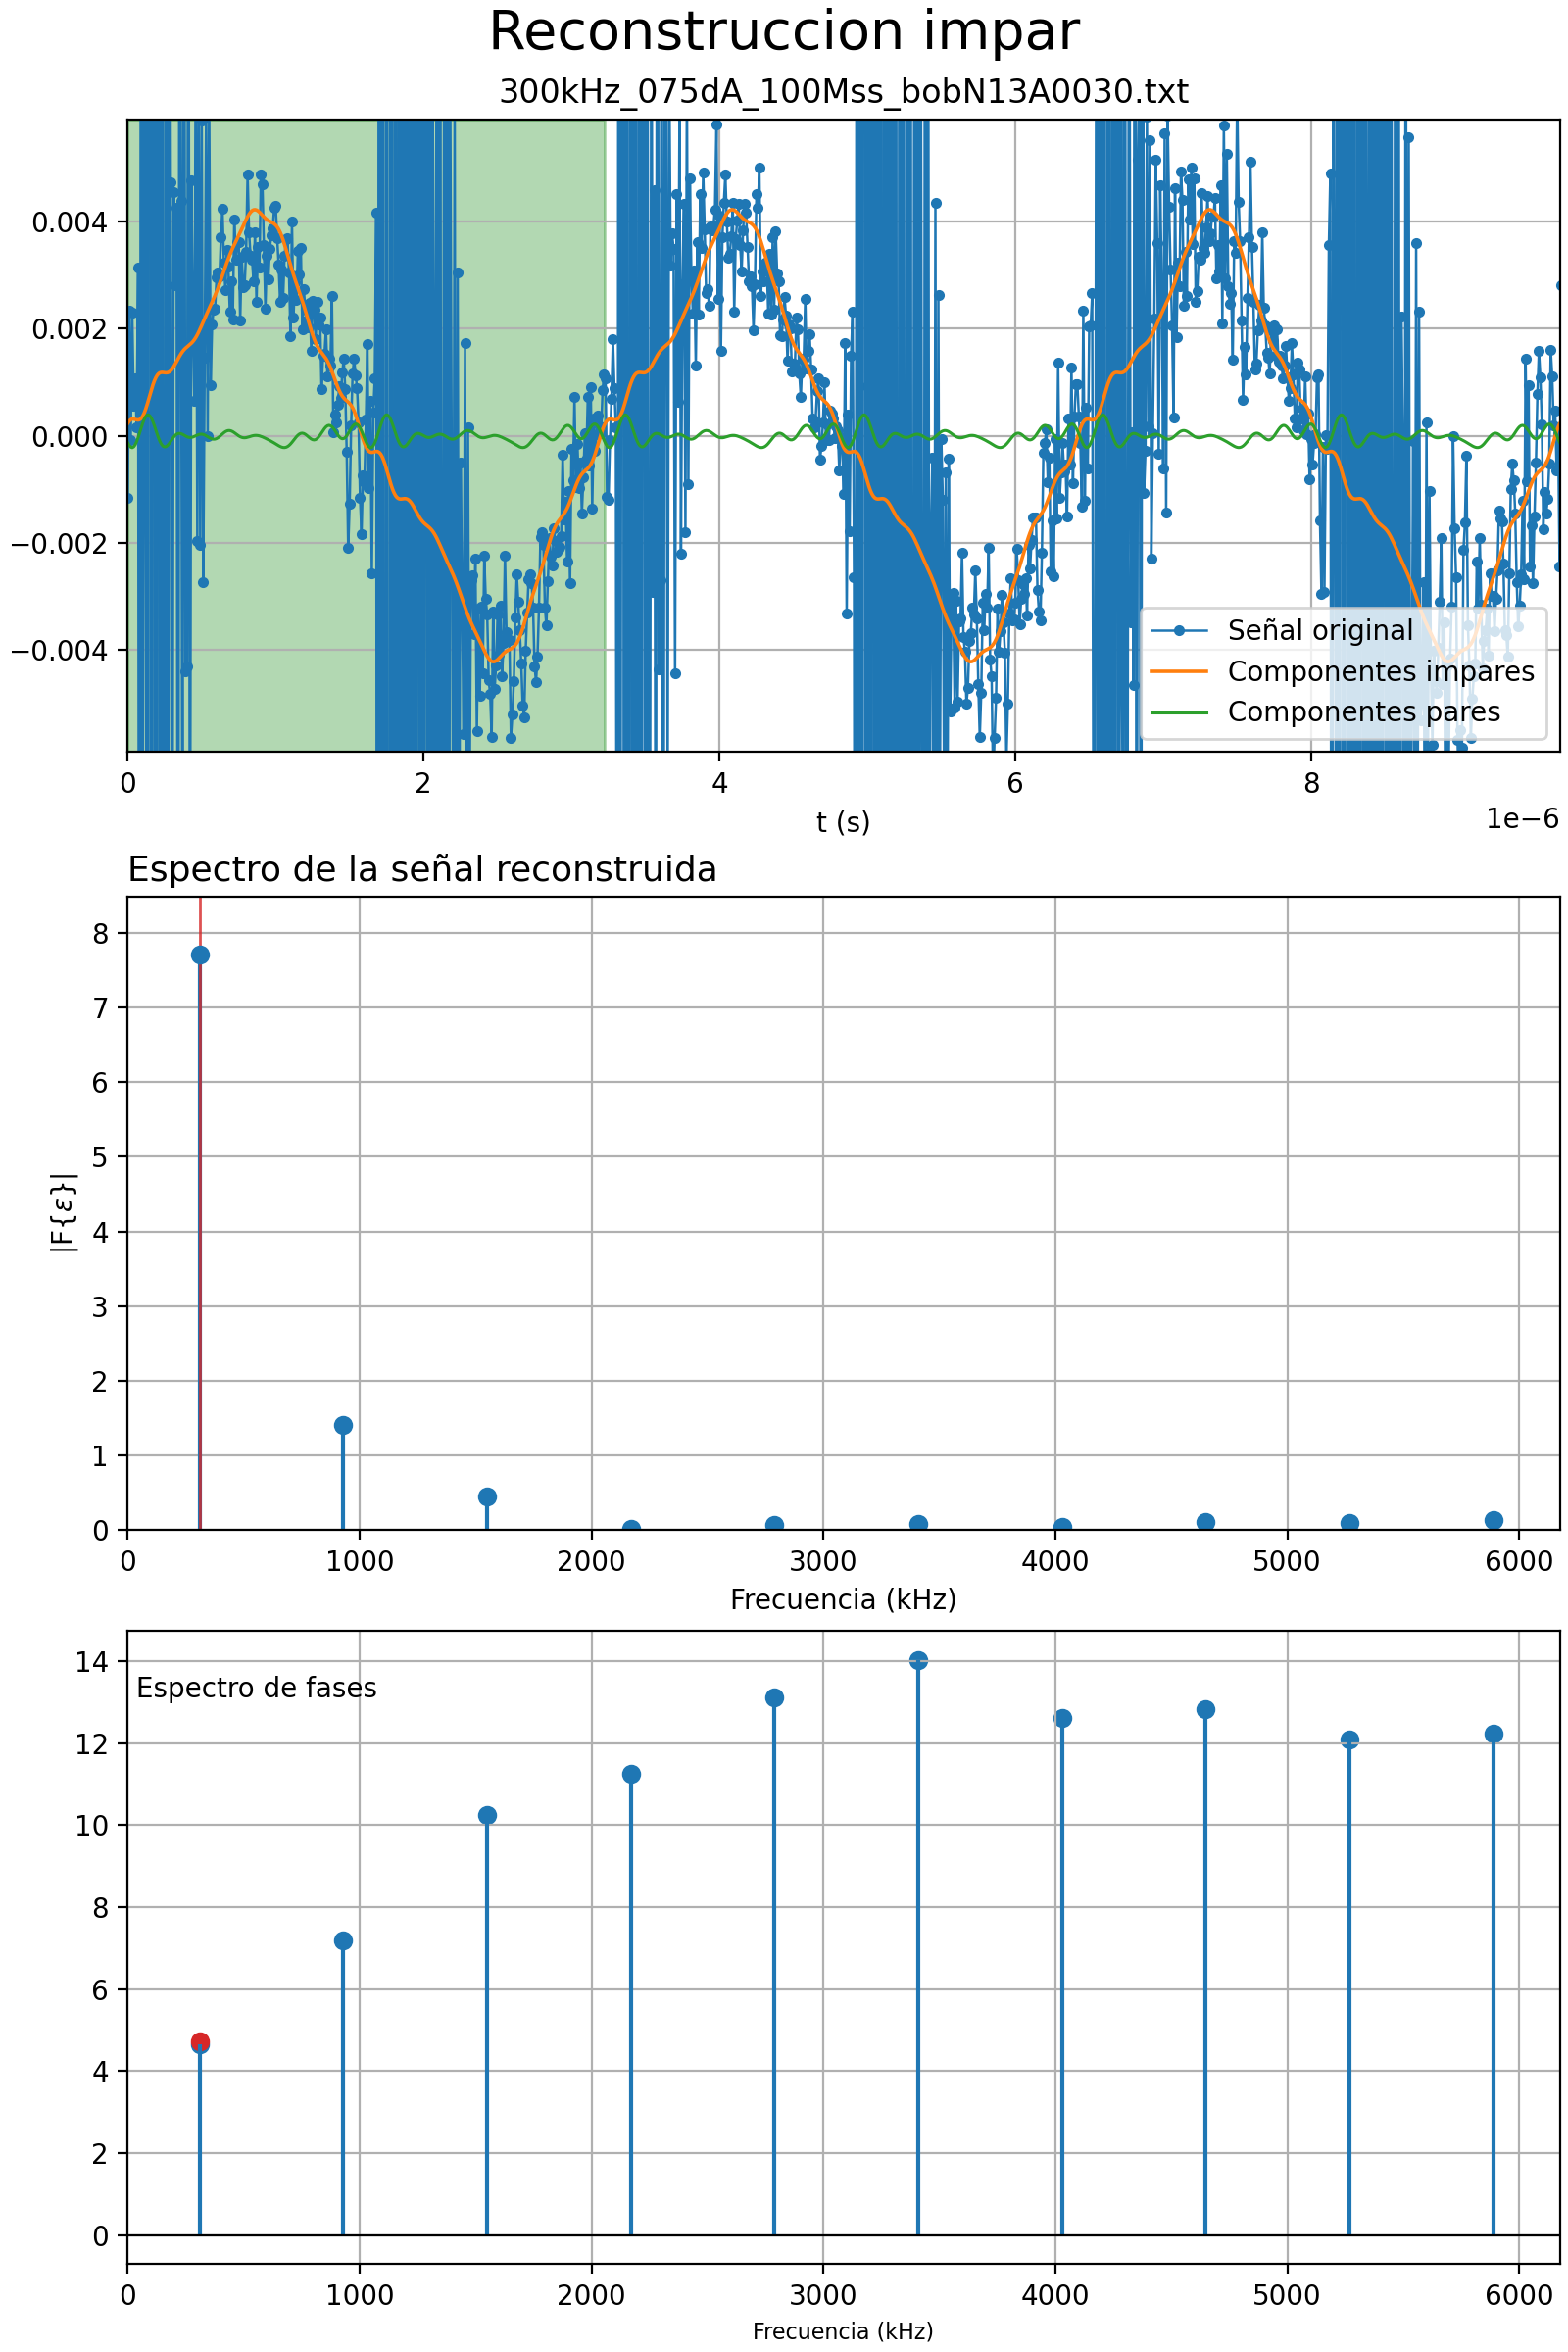 Reconstruccion impar
300kHz_075dA_100Mss_bobN13A0030.txt
0.004
0.002
0.000
−0.002
−0.004
Señal original
Componentes impares
Componentes pares
0 2 4 6 8
t (s)
1e−6
Espectro de la señal reconstruida
8
7
6
5
4
3
2
1
0
|F{ε}|
0 1000 2000 3000 4000 5000 6000
Frecuencia (kHz)
14
12
10
8
6
4
2
0
Espectro de fases
0 1000 2000 3000 4000 5000 6000
Frecuencia (kHz)